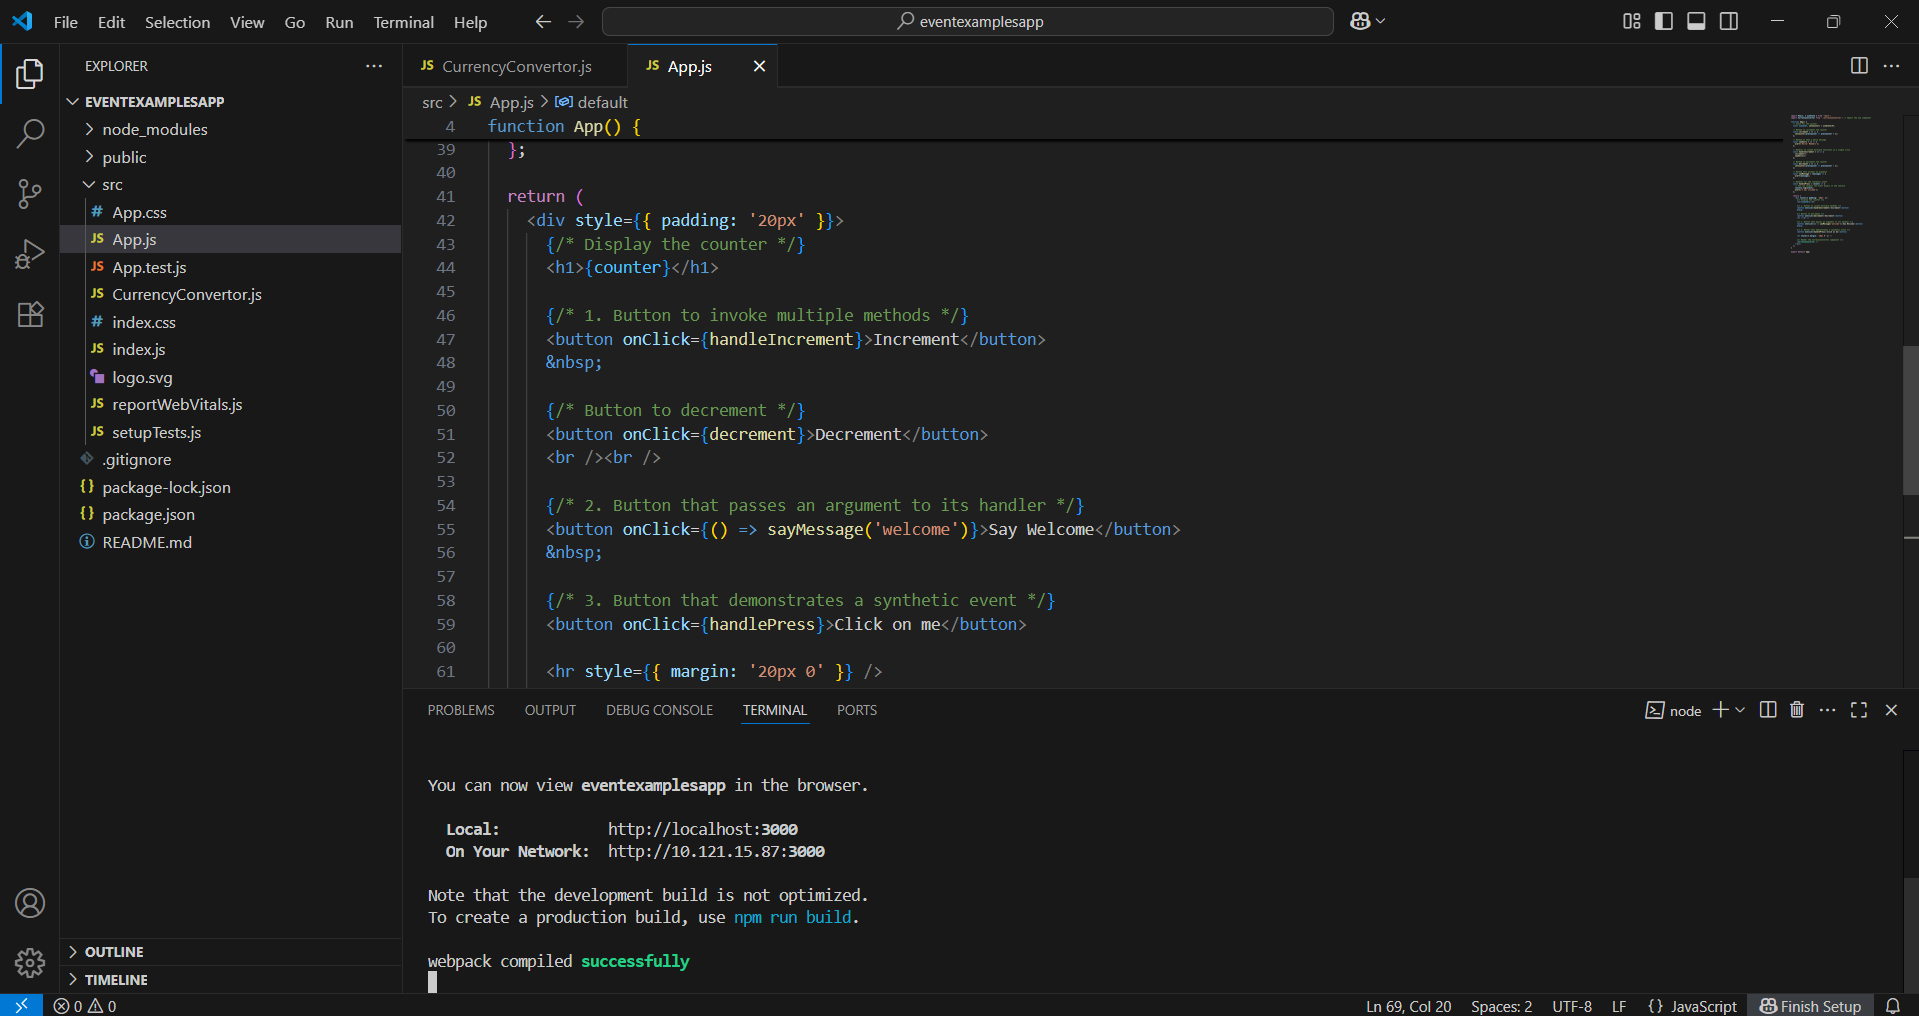 File Edit Selection View Go Run Terminal Help
eventexamplesapp
EXPLORER
EVENTEXAMPLESAPP
node_modules
public
src
# App.css
JS App.js
JS App.test.js
JS CurrencyConvertor.js
# index.css
JS index.js
logo.svg
JS reportWebVitals.js
JS setupTests.js
.gitignore
{} package-lock.json
{} package.json
README.md
OUTLINE
TIMELINE
JS CurrencyConvertor.js
JS App.js
src > JS App.js > default
4 function App() {
39 };
40
41 return (
42 <div style={{ padding: '20px' }}>
43 {/* Display the counter */}
44 <h1>{counter}</h1>
45
46 {/* 1. Button to invoke multiple methods */}
47 <button onClick={handleIncrement}>Increment</button>
48 &nbsp;
49
50 {/* Button to decrement */}
51 <button onClick={decrement}>Decrement</button>
52 <br /><br />
53
54 {/* 2. Button that passes an argument to its handler */}
55 <button onClick={() => sayMessage('welcome')}>Say Welcome</button>
56 &nbsp;
57
58 {/* 3. Button that demonstrates a synthetic event */}
59 <button onClick={handlePress}>Click on me</button>
60
61 <hr style={{ margin: '20px 0' }} />
PROBLEMS OUTPUT DEBUG CONSOLE TERMINAL PORTS
node
You can now view eventexamplesapp in the browser.
Local: http://localhost:3000
On Your Network: http://10.121.15.87:3000
Note that the development build is not optimized.
To create a production build, use npm run build.
webpack compiled successfully
0 0
Ln 69, Col 20 Spaces: 2 UTF-8 LF {} JavaScript Finish Setup